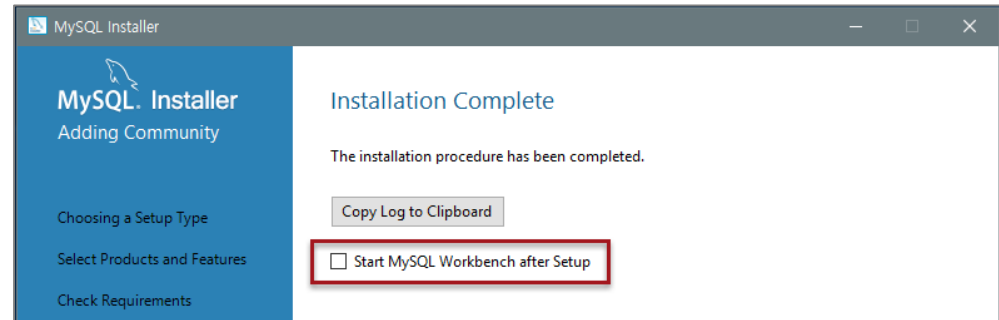 MySQL Installer
MySQL. Installer
Adding Community
Choosing a Setup Type
Select Products and Features
Check Requirements
Installation Complete
The installation procedure has been completed.
Copy Log to Clipboard
Start MySQL Workbench after Setup